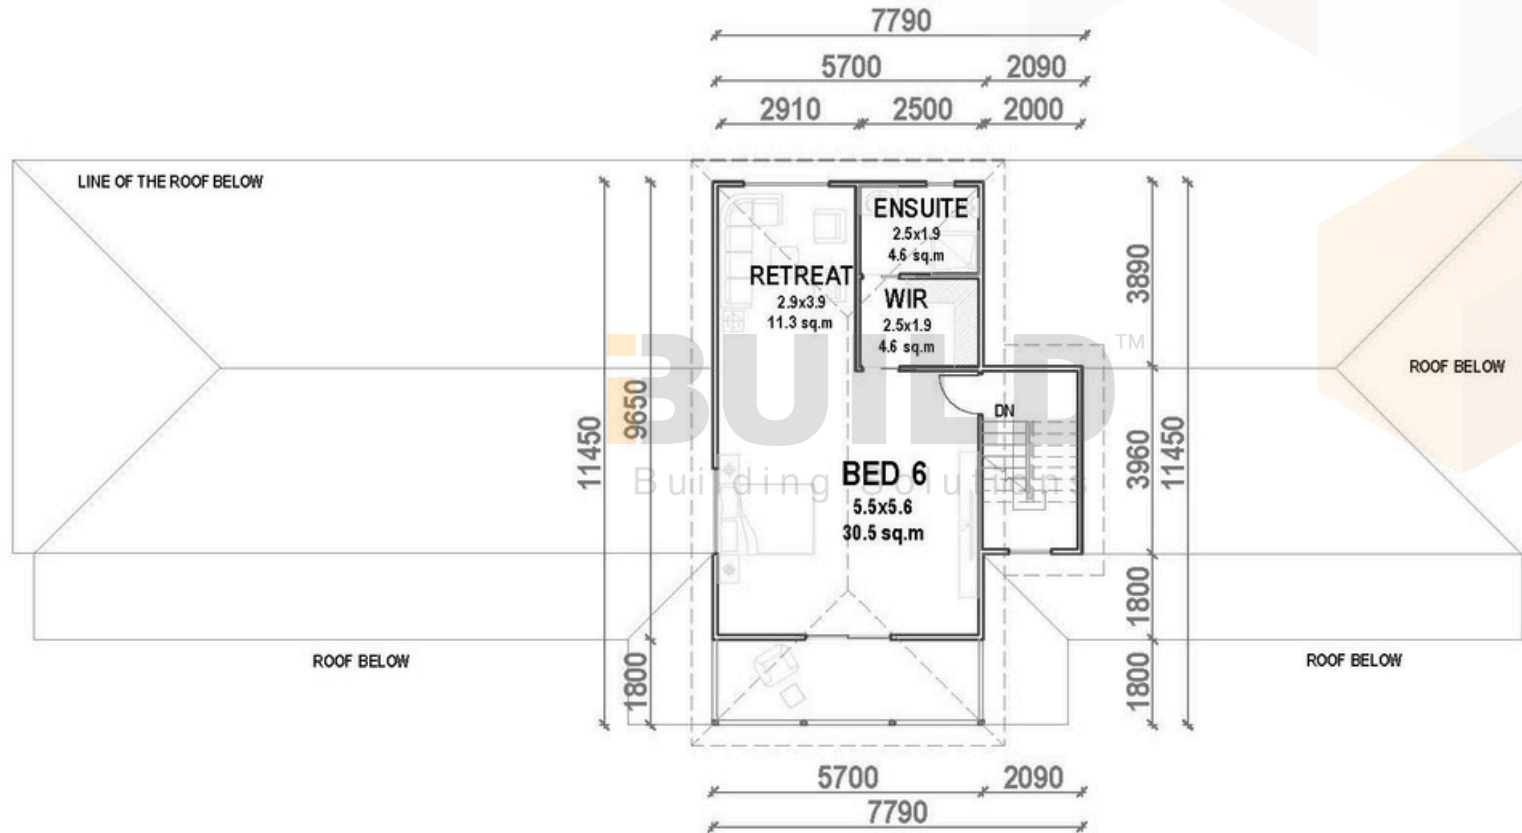 7790
5700 2090
2910 2500 2000
LINE OF THE ROOF BELOW
ENSUITE
2.5x1.9
4.6 sq.m
RETREAT
2.9x3.9
11.3 sq.m
WIR
2.5x1.9
4.6 sq.m
3890
iBUILD™
Building Solutions
ROOF BELOW
9650
11450
DN
3960
11450
BED 6
5.5x5.6
30.5 sq.m
1800
ROOF BELOW
1800
1800
ROOF BELOW
5700 2090
7790